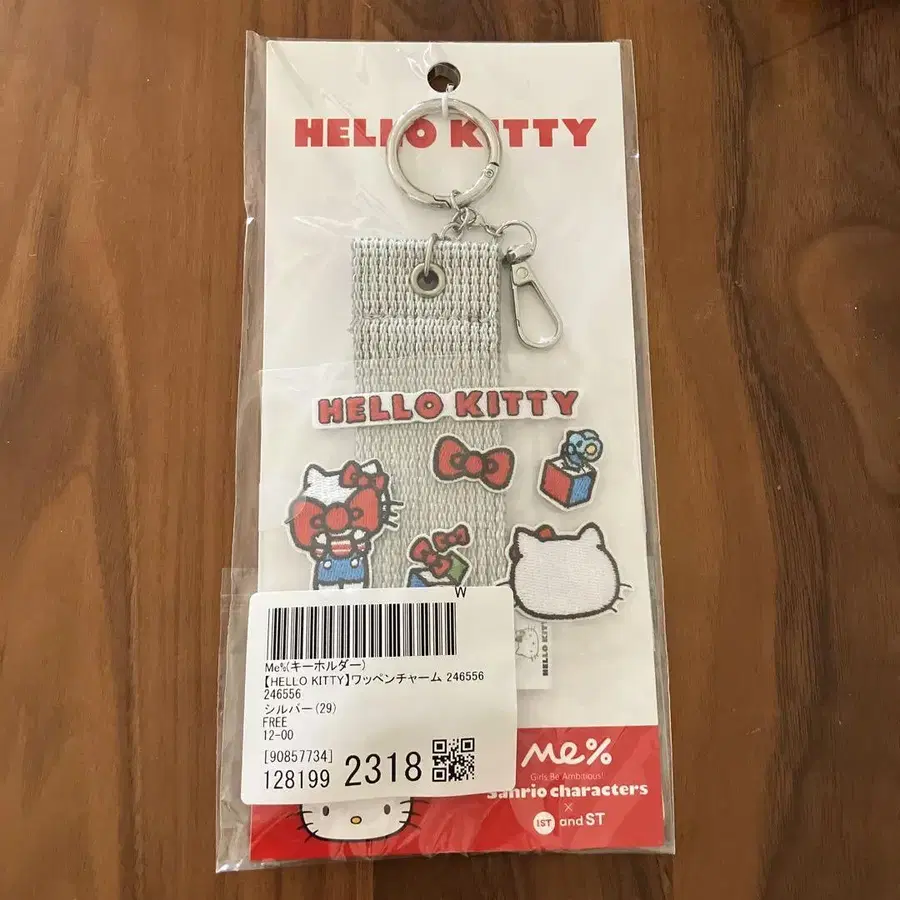 HELLO KITTY
HELLO KITTY
W
Me%(キーホルダー)
【HELLO KITTY】ワッペンチャーム 246556
246556
シルバー(29)
FREE
12-00
[90857734]
128199 2318
HELLO KITTY
Me%
Girls Be Ambitious!
Sanrio characters
×
IST and ST